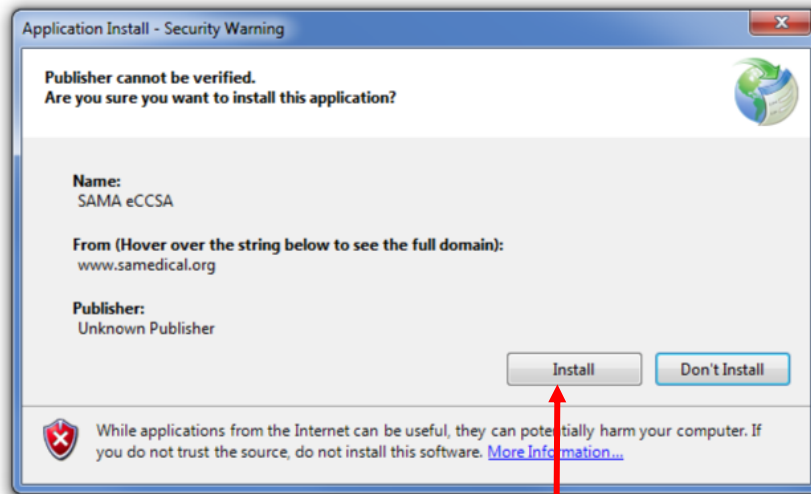 Application Install - Security Warning
Publisher cannot be verified.
Are you sure you want to install this application?
Name:
SAMA eCCSA
From (Hover over the string below to see the full domain):
www.samedical.org
Publisher:
Unknown Publisher
Install
Don't Install
While applications from the Internet can be useful, they can potentially harm your computer. If
you do not trust the source, do not install this software. More Information...